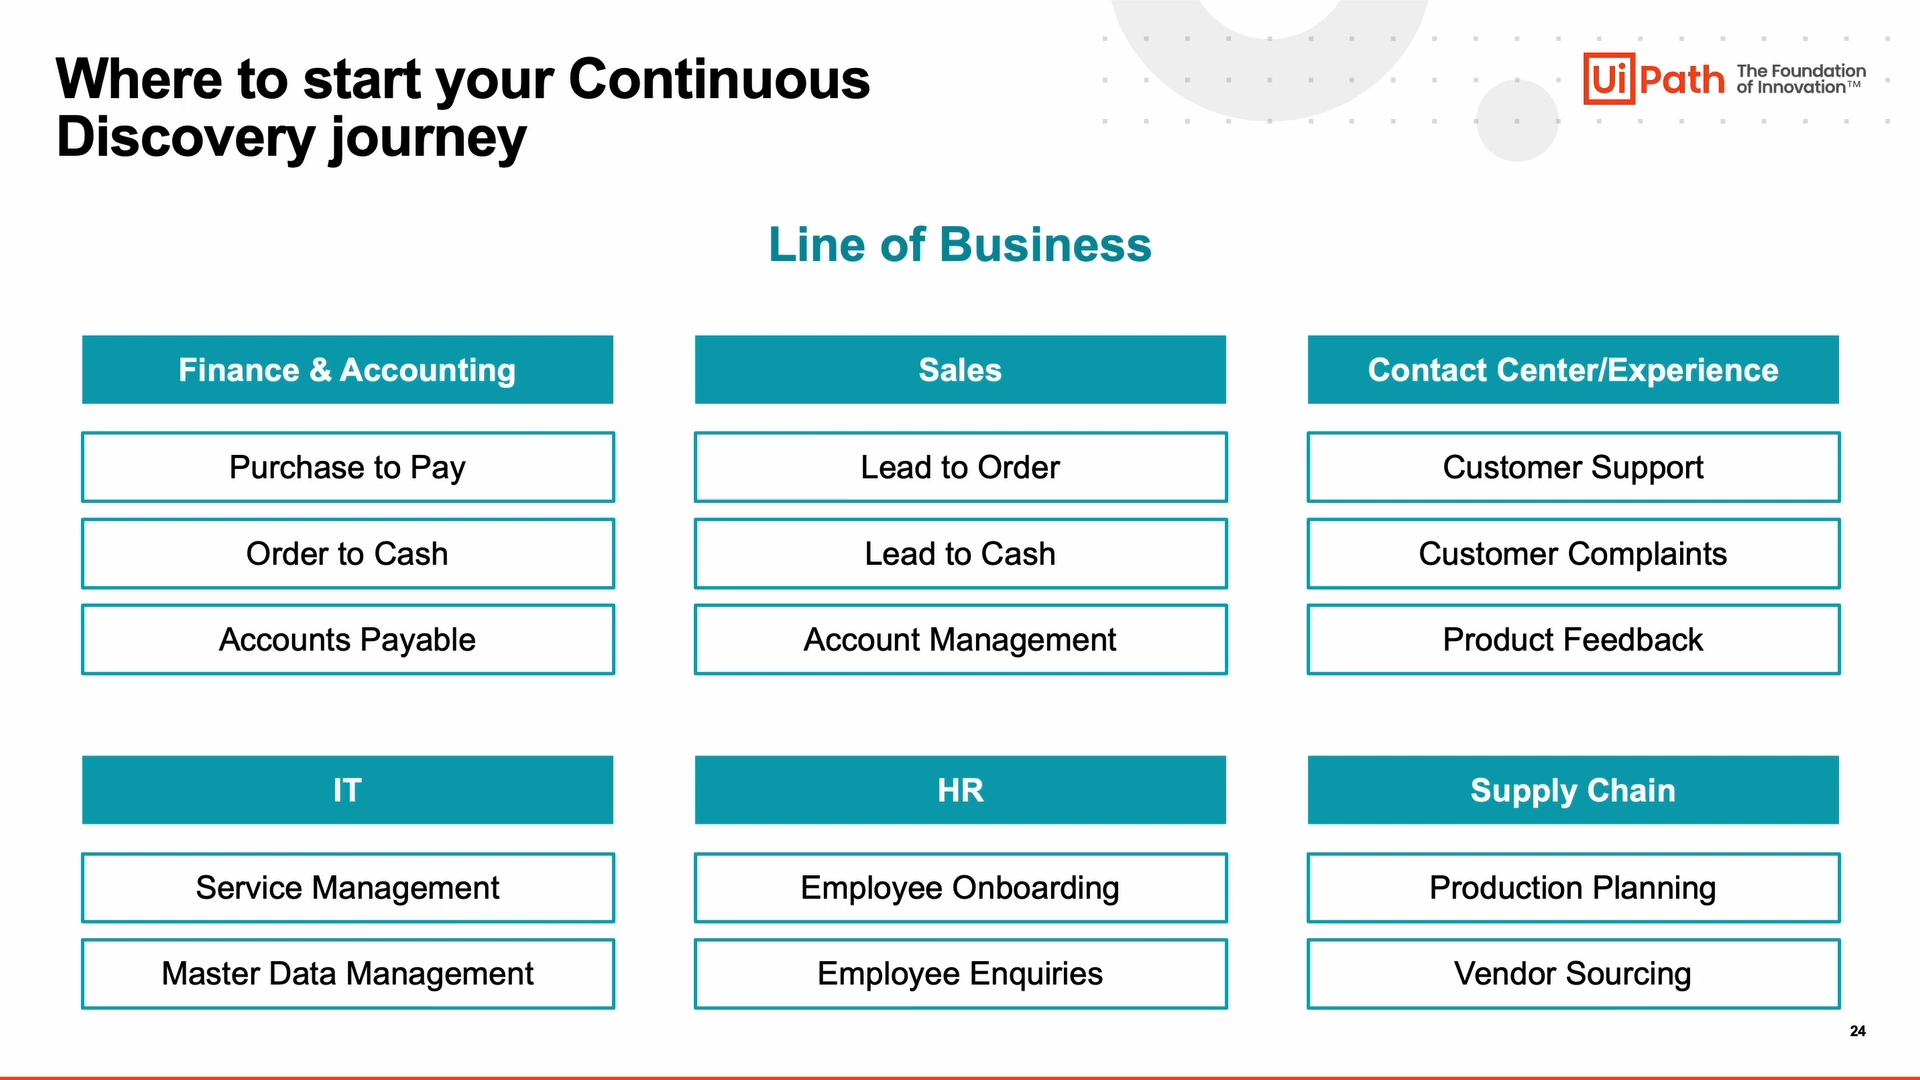 Where to start your Continuous
Discovery journey
UiPath
The Foundation
of Innovation™
Line of Business
Finance & Accounting
Purchase to Pay
Order to Cash
Accounts Payable
Sales
Lead to Order
Lead to Cash
Account Management
Contact Center/Experience
Customer Support
Customer Complaints
Product Feedback
IT
Service Management
Master Data Management
HR
Employee Onboarding
Employee Enquiries
Supply Chain
Production Planning
Vendor Sourcing
24